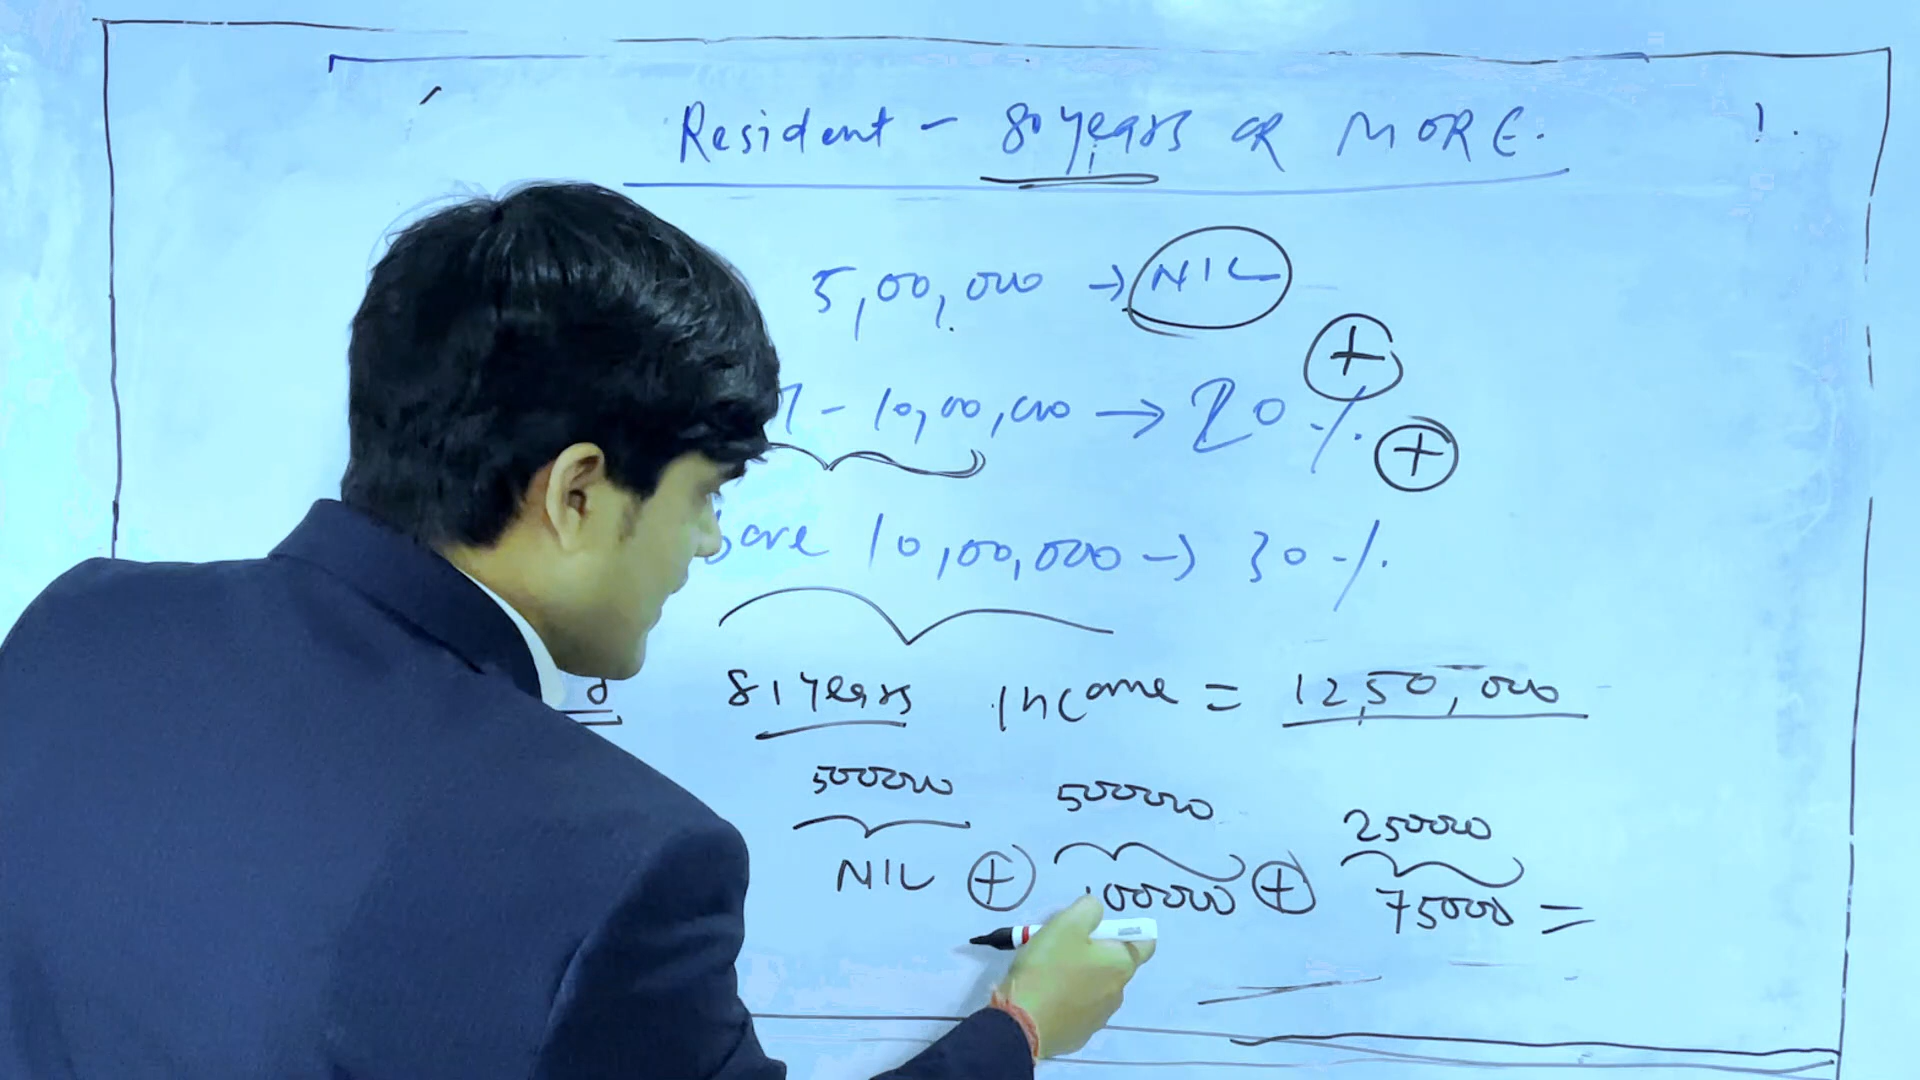 Resident - 80 years OR MORE.
5,00,000 → NIL
- 10,00,000 → 20 %
+
+
10,00,000 → 30 %
81 years Income = 12,50,000
500000 500000 250000
NIL + 100000 + 75000 =